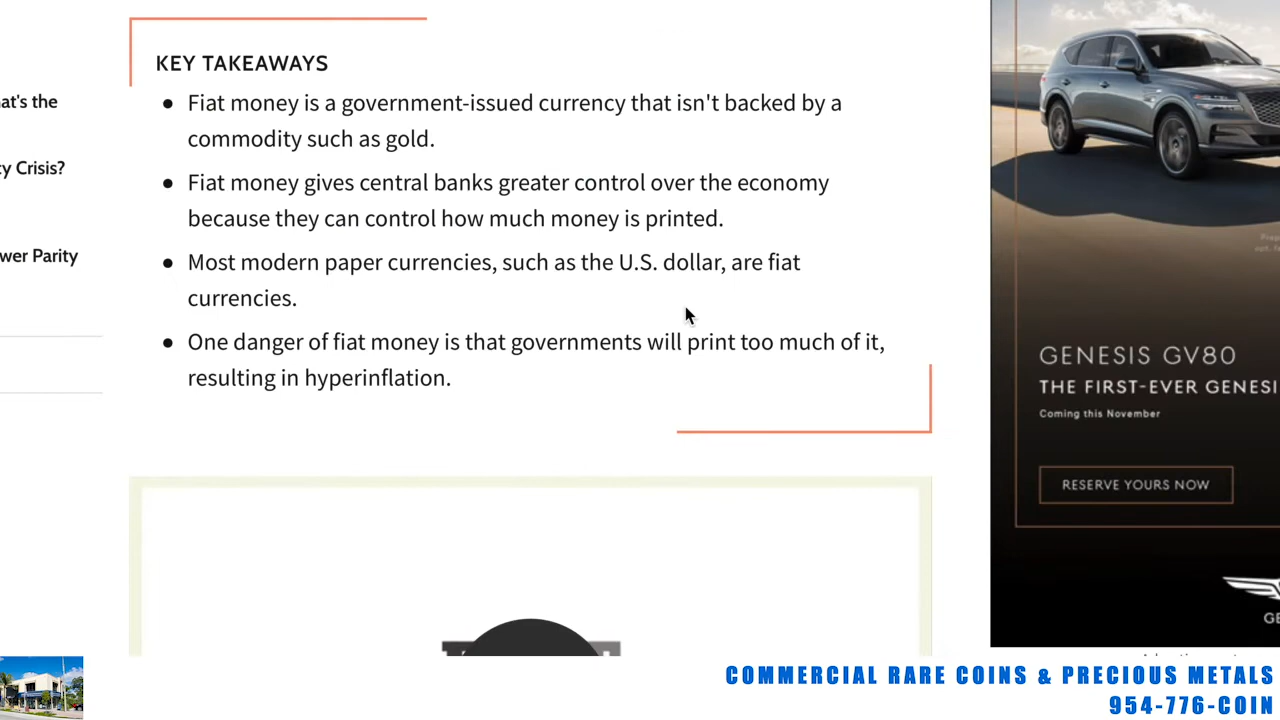 at's the
y Crisis?
wer Parity
KEY TAKEAWAYS
● Fiat money is a government-issued currency that isn't backed by a
commodity such as gold.
● Fiat money gives central banks greater control over the economy
because they can control how much money is printed.
● Most modern paper currencies, such as the U.S. dollar, are fiat
currencies.
● One danger of fiat money is that governments will print too much of it,
resulting in hyperinflation.
GENESIS GV80
THE FIRST-EVER GENESI
Coming this November
RESERVE YOURS NOW
GE
COMMERCIAL RARE COINS & PRECIOUS METALS
954-776-COIN